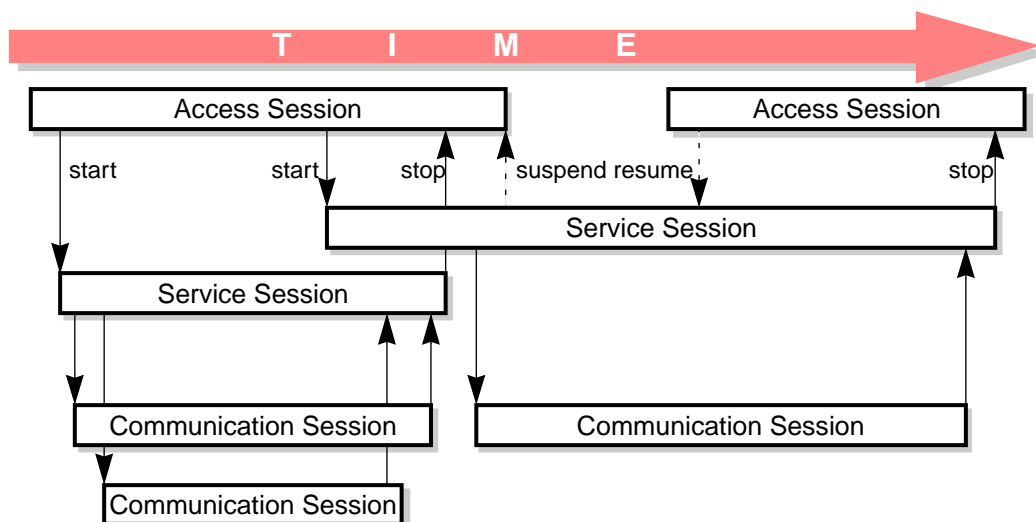 T I M E
Access Session Access Session
start start stop suspend resume stop
Service Session
Service Session
Communication Session Communication Session
Communication Session